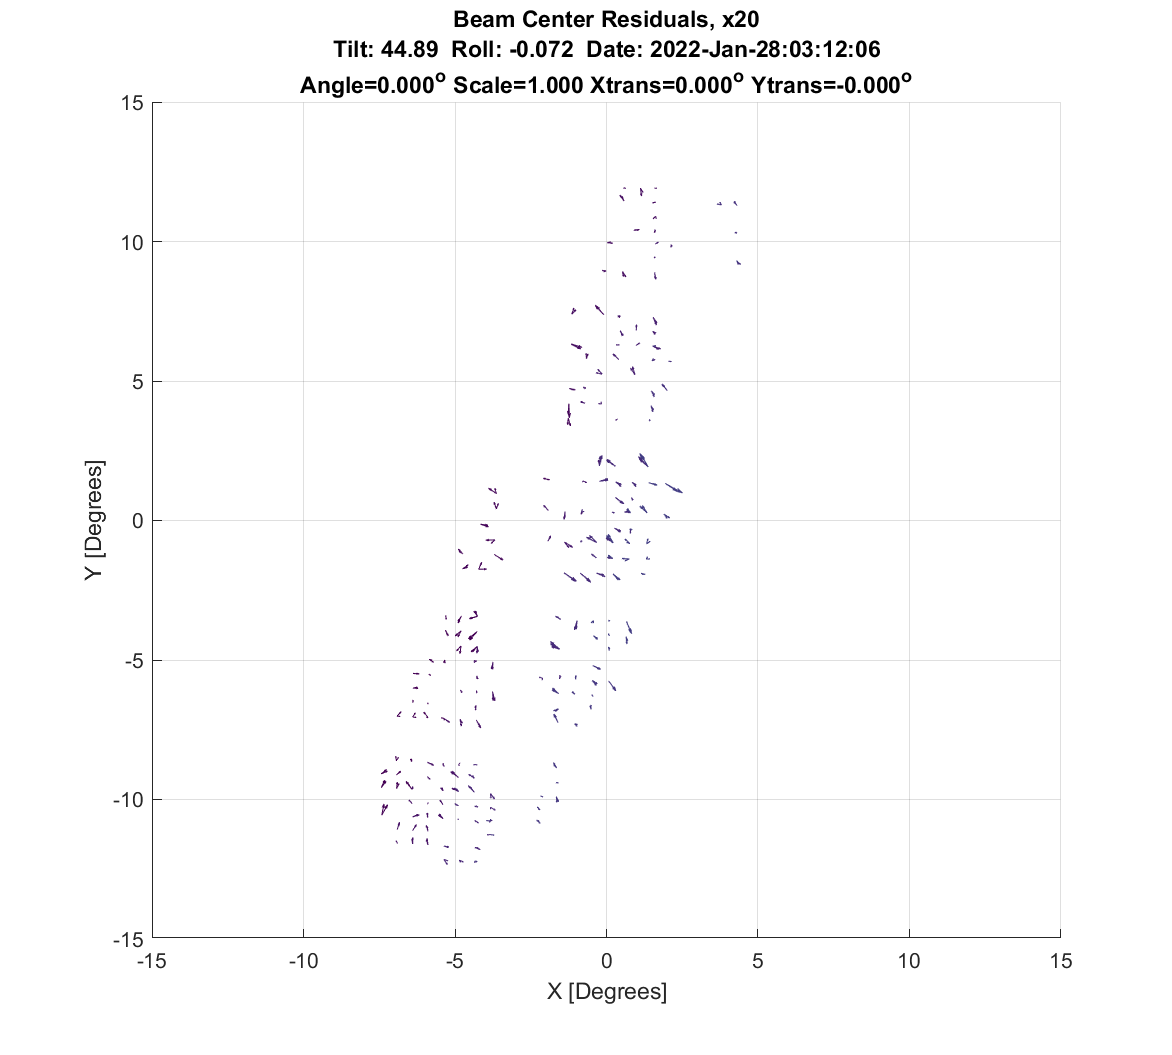 Beam Center Residuals, x20
Tilt: 44.89 Roll: -0.072 Date: 2022-Jan-28:03:12:06
Angle=0.000° Scale=1.000 Xtrans=0.000° Ytrans=-0.000°
15
10
5
0
-5
-10
-15
Y [Degrees]
-15 -10 -5 0 5 10 15
X [Degrees]